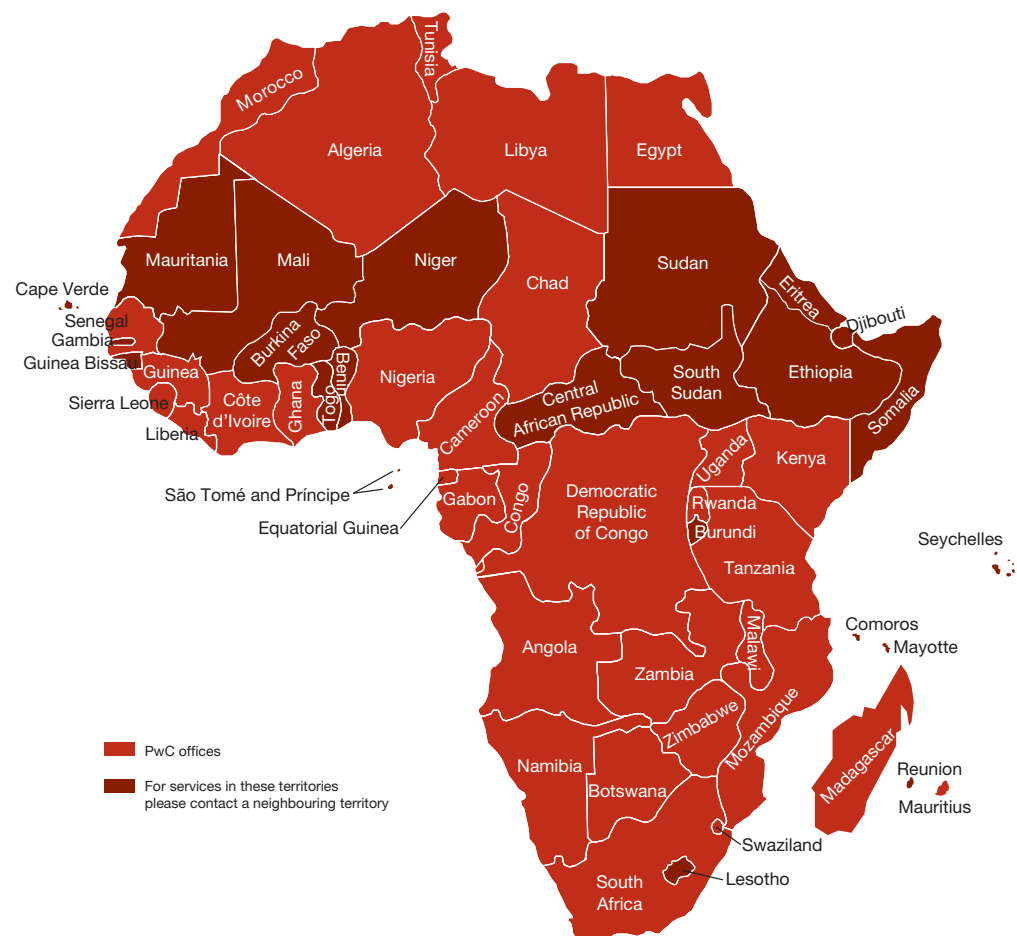 Tunisia
Morocco
Algeria
Libya
Egypt
Mauritania
Mali
Niger
Chad
Sudan
Eritrea
Cape Verde
Senegal
Gambia
Guinea Bissau
Guinea
Sierra Leone
Liberia
Côte
d'Ivoire
Burkina
Faso
Ghana
Togo
Benin
Nigeria
Cameroon
Central
African Republic
South
Sudan
Ethiopia
Djibouti
Somalia
São Tomé and Príncipe
Equatorial Guinea
Gabon
Congo
Democratic
Republic
of Congo
Uganda
Kenya
Rwanda
Burundi
Tanzania
Seychelles
Comoros
Mayotte
Angola
Zambia
Malawi
Mozambique
Zimbabwe
Madagascar
Namibia
Botswana
Reunion
Mauritius
Swaziland
Lesotho
South
Africa
PwC offices
For services in these territories
please contact a neighbouring territory